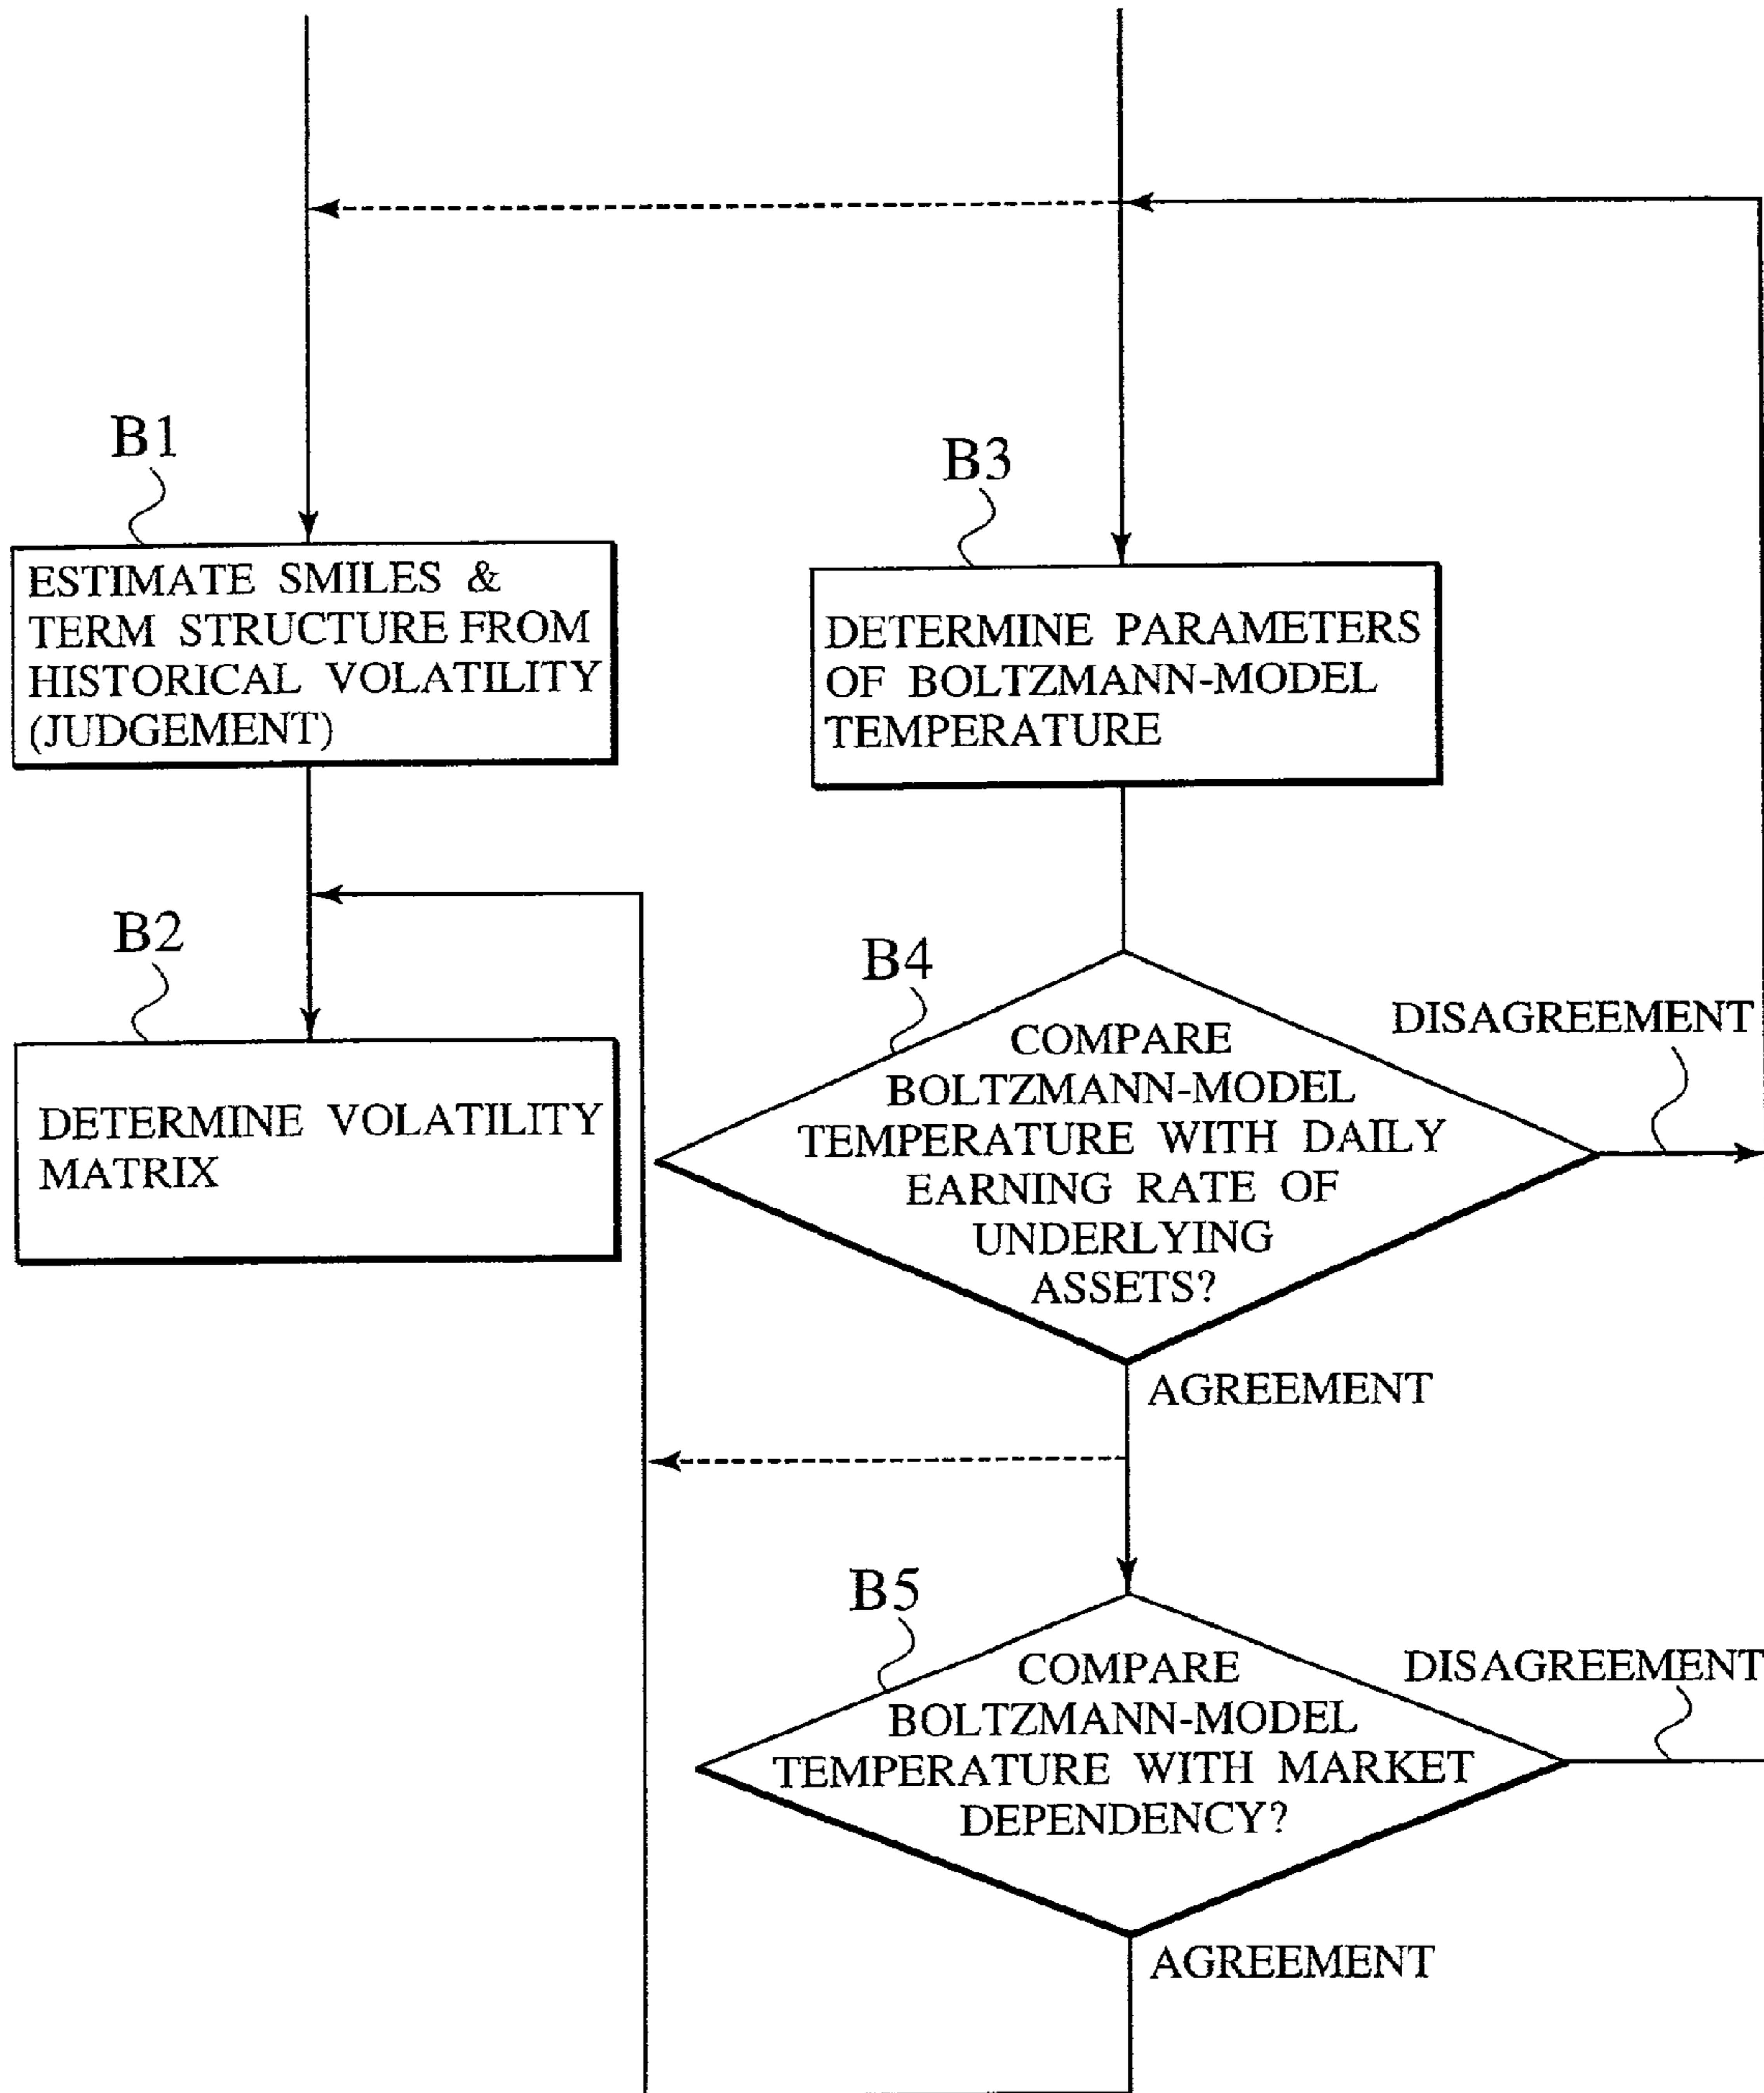 B1
ESTIMATE SMILES &
TERM STRUCTURE FROM
HISTORICAL VOLATILITY
(JUDGEMENT)
B3
DETERMINE PARAMETERS
OF BOLTZMANN-MODEL
TEMPERATURE
B2
DETERMINE VOLATILITY
MATRIX
B4
COMPARE
BOLTZMANN-MODEL
TEMPERATURE WITH DAILY
EARNING RATE OF
UNDERLYING
ASSETS?
DISAGREEMENT
AGREEMENT
B5
COMPARE
BOLTZMANN-MODEL
TEMPERATURE WITH MARKET
DEPENDENCY?
DISAGREEMENT
AGREEMENT